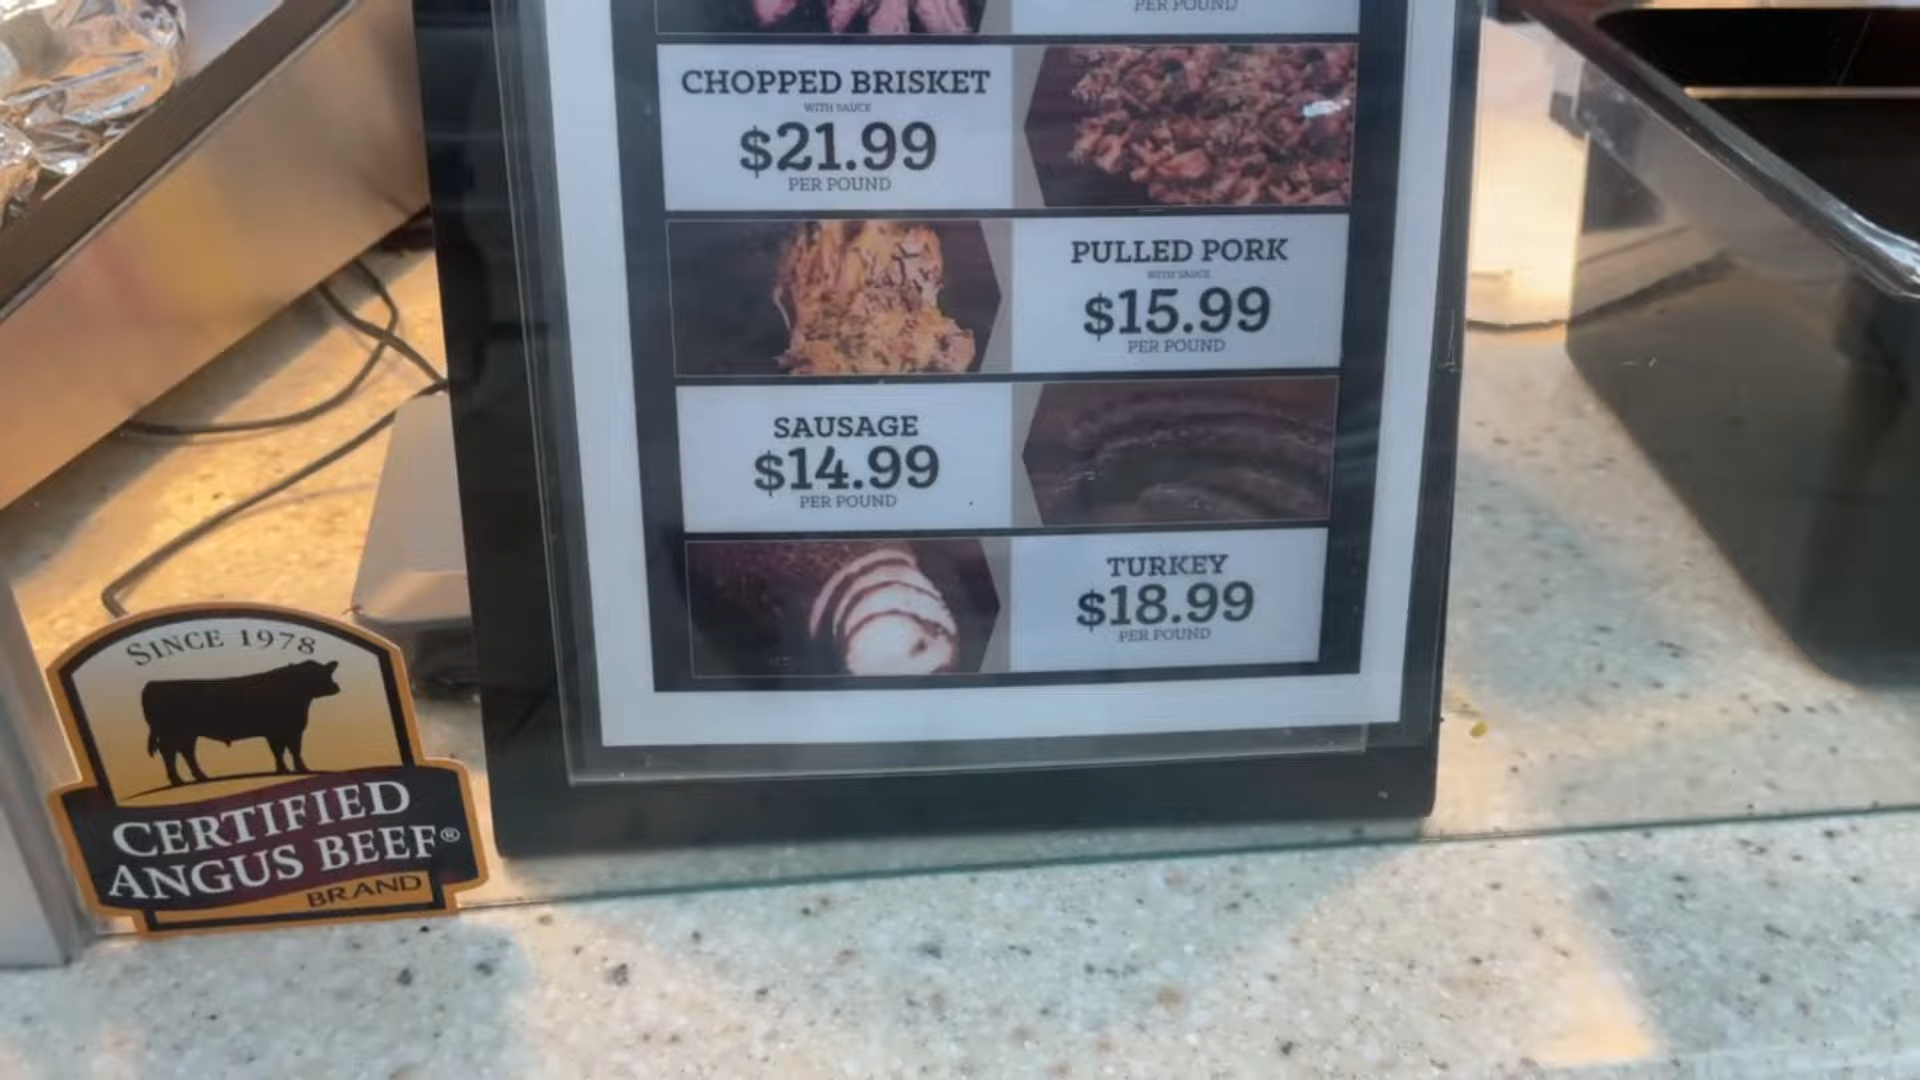 PER POUND
CHOPPED BRISKET
WITH SAUCE
$21.99
PER POUND
PULLED PORK
WITH SAUCE
$15.99
PER POUND
SAUSAGE
$14.99
PER POUND
TURKEY
$18.99
PER POUND
SINCE 1978
CERTIFIED
ANGUS BEEF®
BRAND